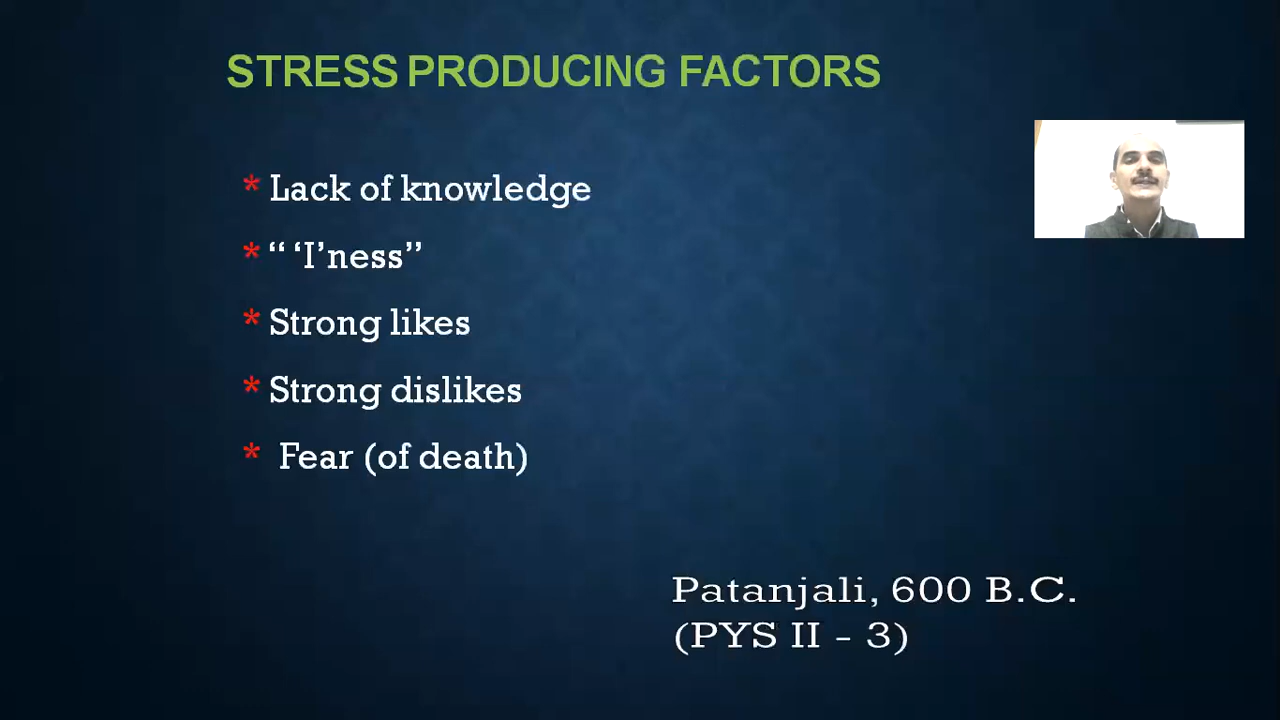 STRESS PRODUCING FACTORS
* Lack of knowledge
* “ ‘I’ness”
* Strong likes
* Strong dislikes
* Fear (of death)
Patanjali, 600 B.C.
(PYS II - 3)